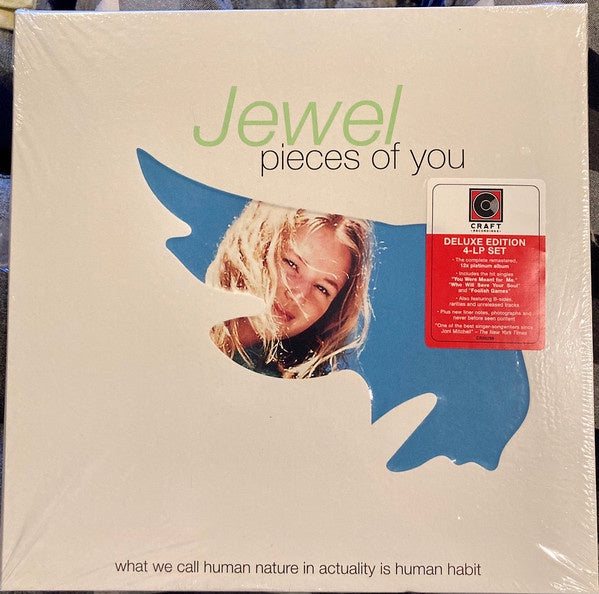 Jewel
pieces of you
CRAFT
RECORDINGS
DELUXE EDITION
4-LP SET
• The complete remastered,
12x platinum album
• Includes the hit singles
"You Were Meant for Me,"
"Who Will Save Your Soul"
and "Foolish Games"
• Also featuring B-sides,
rarities and unreleased tracks
• Plus new liner notes, photographs and
never before seen content
"One of the best singer-songwriters since
Joni Mitchell" – The New York Times
what we call human nature in actuality is human habit